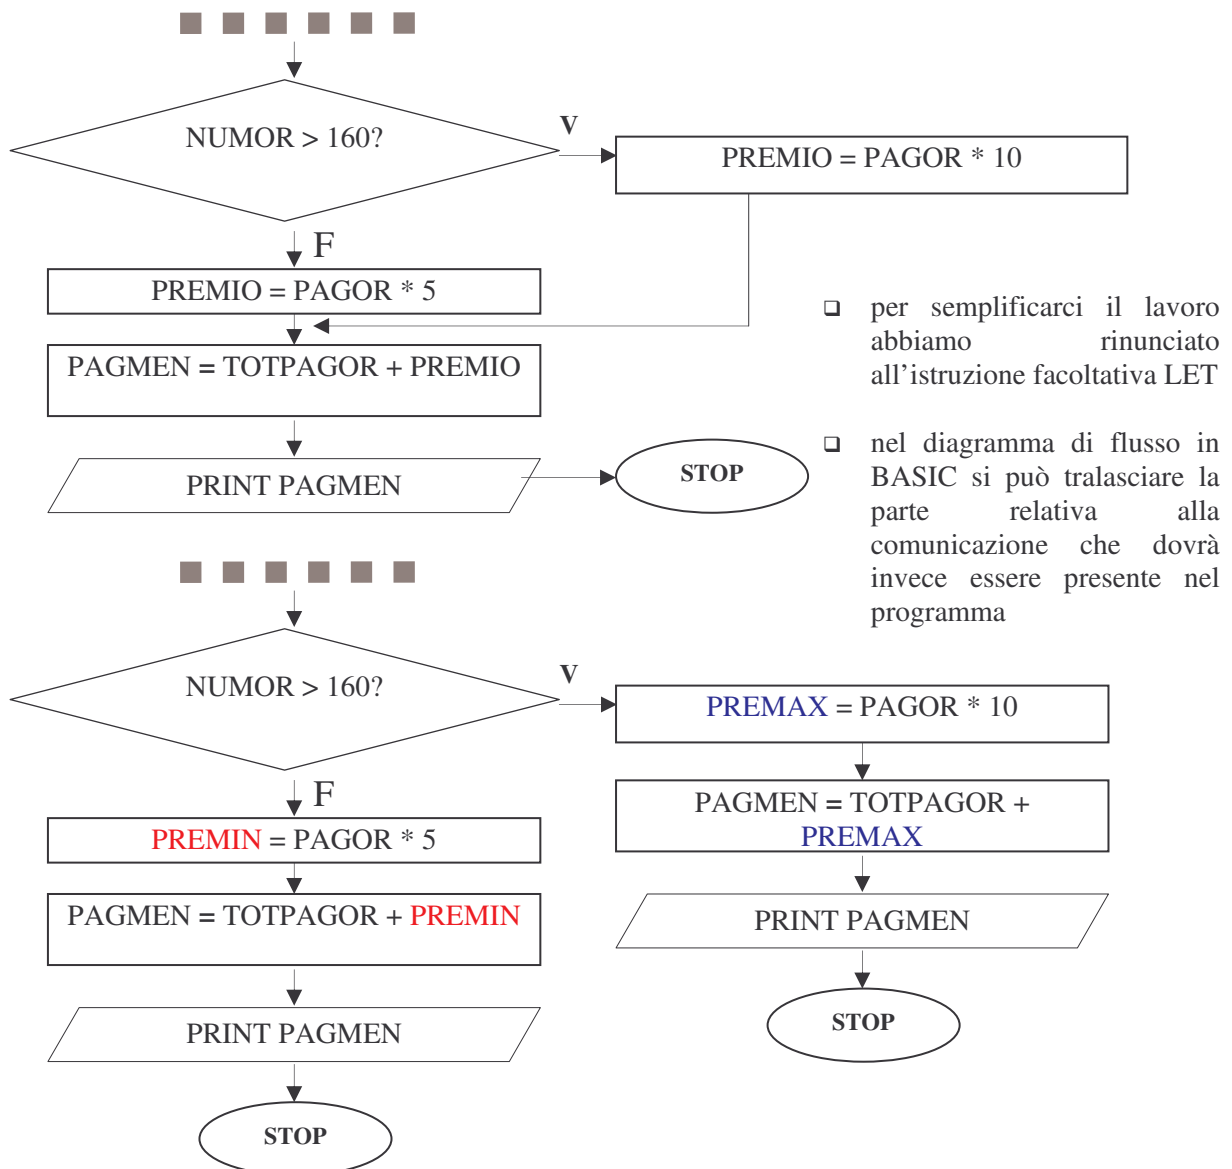 NUMOR > 160?
V
PREMIO = PAGOR * 10
F
PREMIO = PAGOR * 5
PAGMEN = TOTPAGOR + PREMIO
PRINT PAGMEN
STOP
❑ per semplificarci il lavoro
abbiamo rinunciato
all’istruzione facoltativa LET
❑ nel diagramma di flusso in
BASIC si può tralasciare la
parte relativa alla
comunicazione che dovrà
invece essere presente nel
programma
NUMOR > 160?
V
PREMAX = PAGOR * 10
PAGMEN = TOTPAGOR +
PREMAX
PRINT PAGMEN
STOP
F
PREMIN = PAGOR * 5
PAGMEN = TOTPAGOR + PREMIN
PRINT PAGMEN
STOP